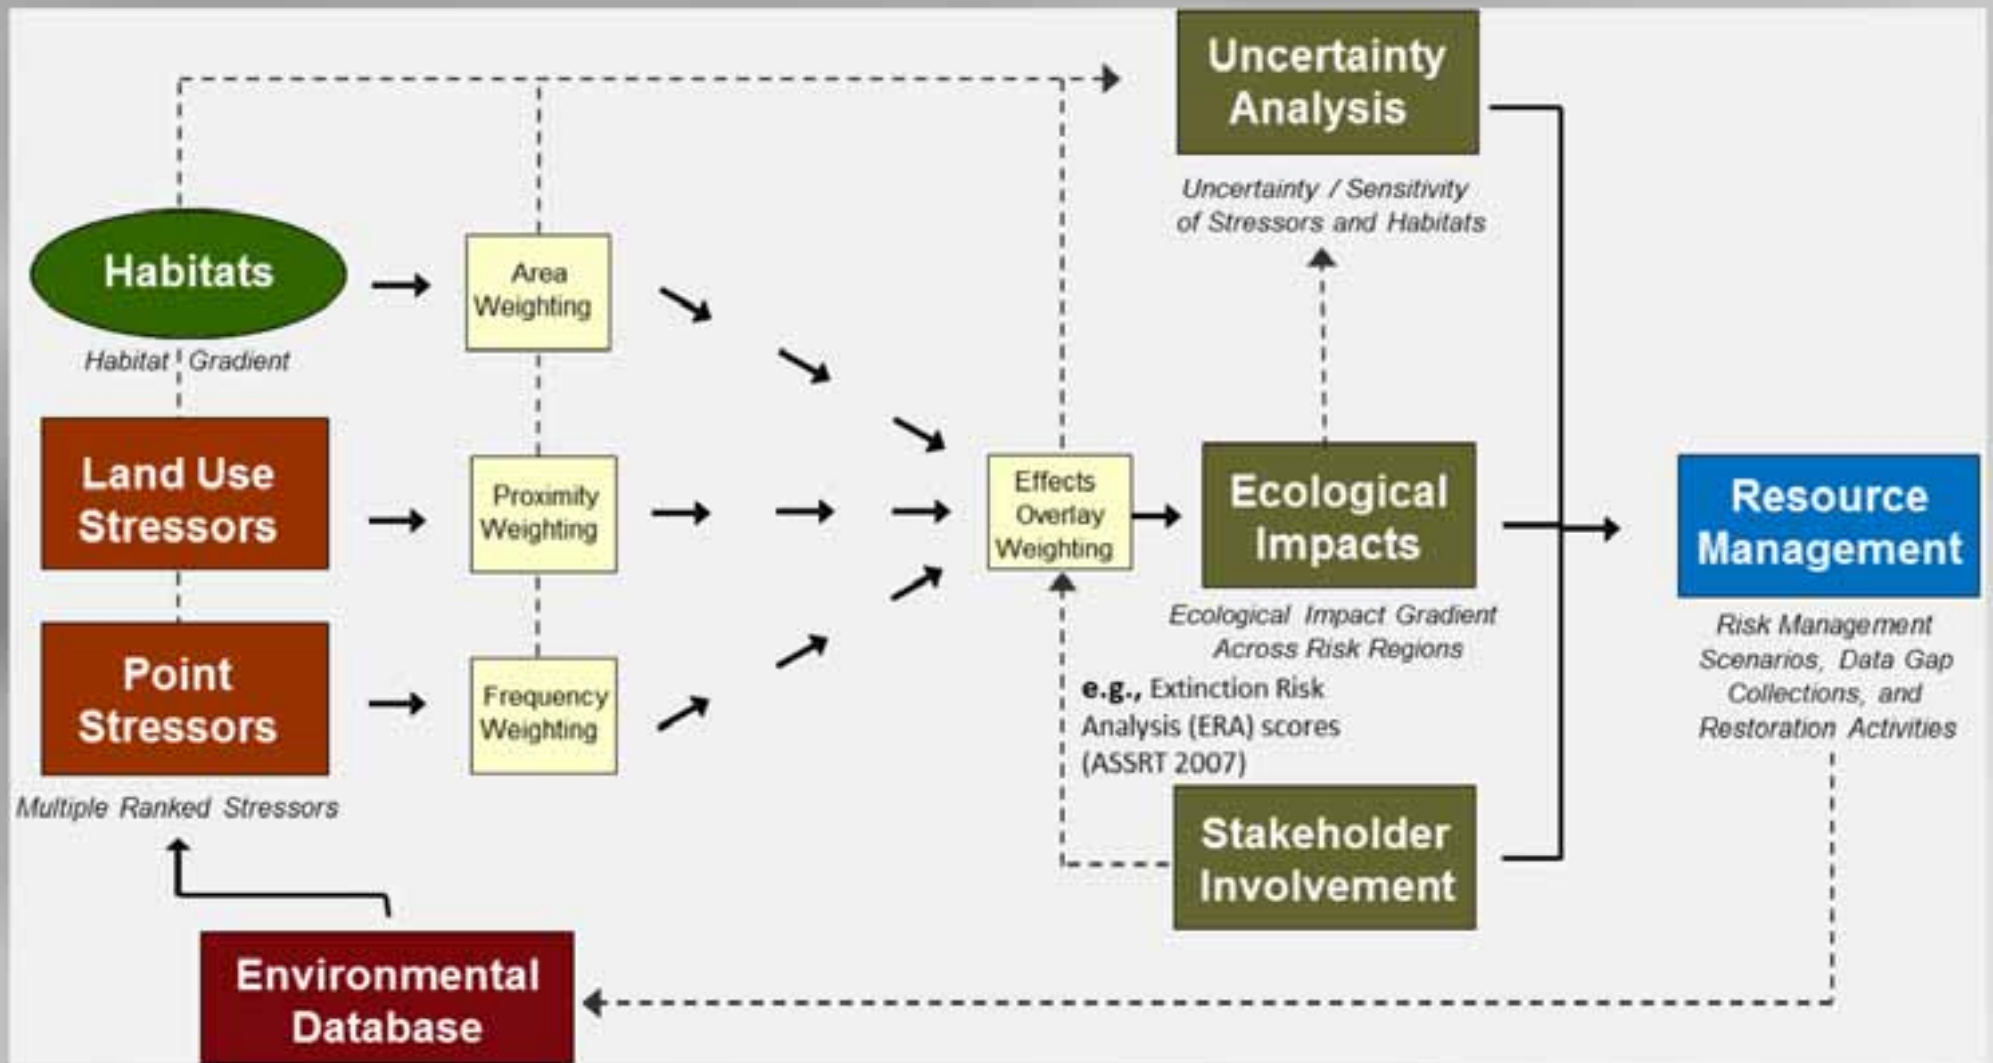 Uncertainty
Analysis
Uncertainty / Sensitivity
of Stressors and Habitats
Habitats
Habitat Gradient
Area
Weighting
Land Use
Stressors
Proximity
Weighting
Effects
Overlay
Weighting
Ecological
Impacts
Ecological Impact Gradient
Across Risk Regions
Resource
Management
Risk Management
Scenarios, Data Gap
Collections, and
Restoration Activities
Point
Stressors
Multiple Ranked Stressors
Frequency
Weighting
e.g., Extinction Risk
Analysis (ERA) scores
(ASSRT 2007)
Stakeholder
Involvement
Environmental
Database